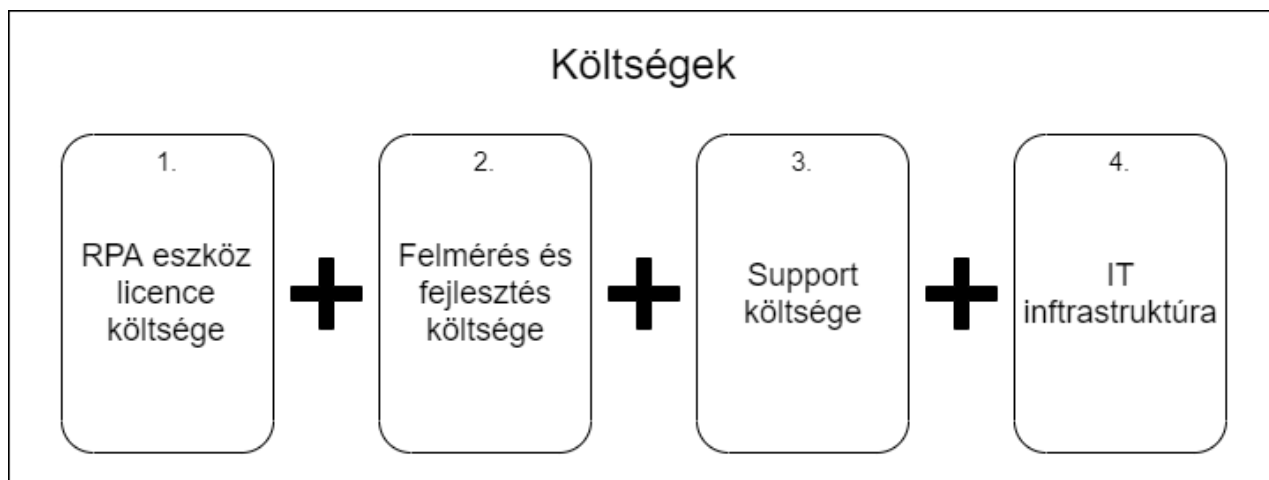 Költségek
1.
RPA eszköz
licence
költsége
2.
Felmérés és
fejlesztés
költsége
3.
Support
költsége
4.
IT
inftrastruktúra